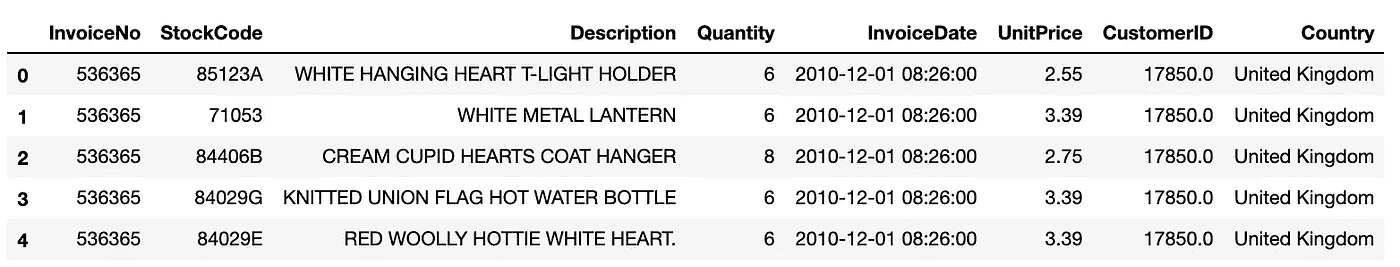 InvoiceNo StockCode Description Quantity InvoiceDate UnitPrice CustomerID Country
0 536365 85123A WHITE HANGING HEART T-LIGHT HOLDER 6 2010-12-01 08:26:00 2.55 17850.0 United Kingdom
1 536365 71053 WHITE METAL LANTERN 6 2010-12-01 08:26:00 3.39 17850.0 United Kingdom
2 536365 84406B CREAM CUPID HEARTS COAT HANGER 8 2010-12-01 08:26:00 2.75 17850.0 United Kingdom
3 536365 84029G KNITTED UNION FLAG HOT WATER BOTTLE 6 2010-12-01 08:26:00 3.39 17850.0 United Kingdom
4 536365 84029E RED WOOLLY HOTTIE WHITE HEART. 6 2010-12-01 08:26:00 3.39 17850.0 United Kingdom